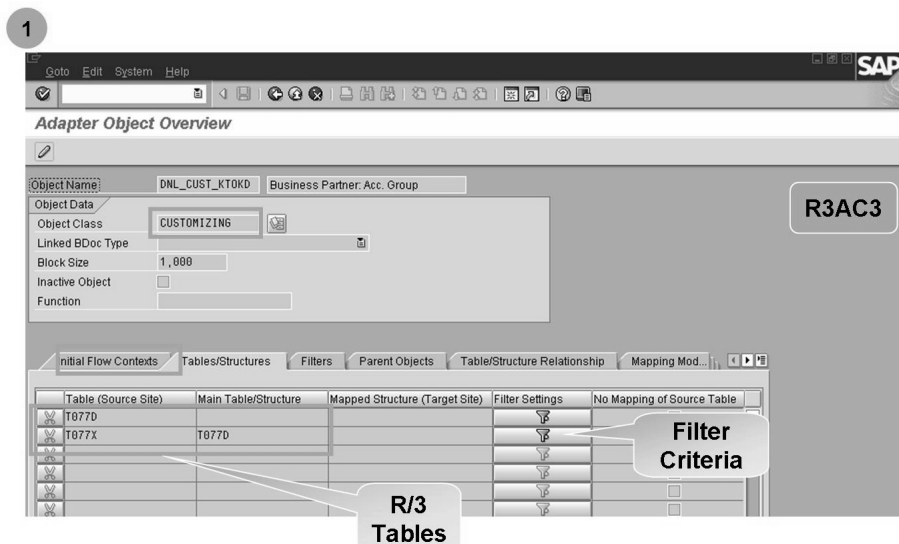 1
Goto Edit System Help
SAP
Adapter Object Overview
Object Name DNL_CUST_KTOKD Business Partner: Acc. Group
Object Data
Object Class CUSTOMIZING
Linked BDoc Type
Block Size 1,000
Inactive Object
Function
R3AC3
nitial Flow Contexts Tables/Structures Filters Parent Objects Table/Structure Relationship Mapping Mod...
Table (Source Site) Main Table/Structure Mapped Structure (Target Site) Filter Settings No Mapping of Source Table
T077D
T077X T077D
Filter
Criteria
R/3
Tables